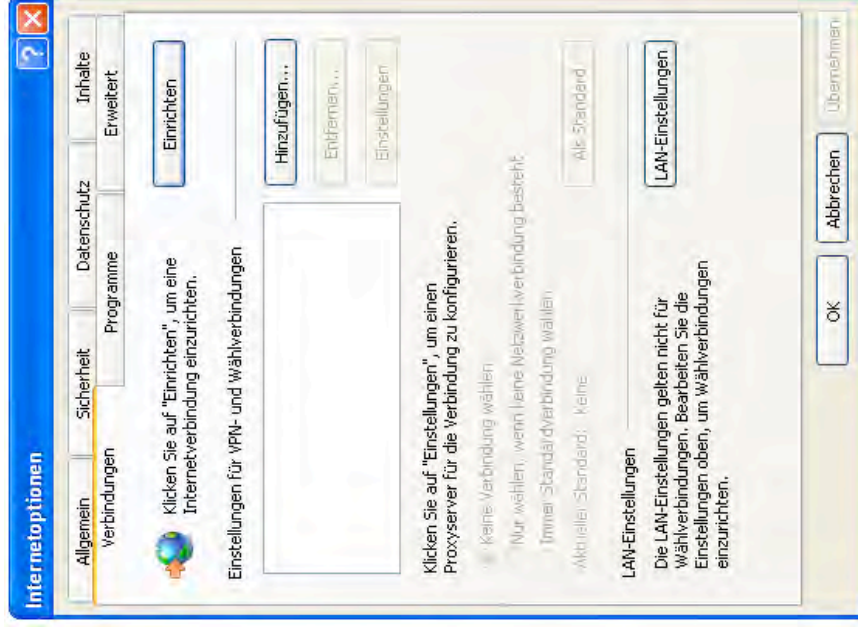 Internetoptionen
Allgemein Sicherheit Datenschutz Inhalte
Verbindungen Programme Erweitert
Klicken Sie auf "Einrichten", um eine
Internetverbindung einzurichten.
Einrichten
Einstellungen für VPN- und Wählverbindungen
Hinzufügen...
Entfernen...
Einstellungen
Klicken Sie auf "Einstellungen", um einen
Proxyserver für die Verbindung zu konfigurieren.
Keine Verbindung wählen
Nur wählen, wenn keine Netzwerkverbindung besteht
Immer Standardverbindung wählen
Aktueller Standard: Keine
Als Standard
LAN-Einstellungen
Die LAN-Einstellungen gelten nicht für
Wählverbindungen. Bearbeiten Sie die
Einstellungen oben, um Wählverbindungen
einzurichten.
LAN-Einstellungen
OK Abbrechen Übernehmen